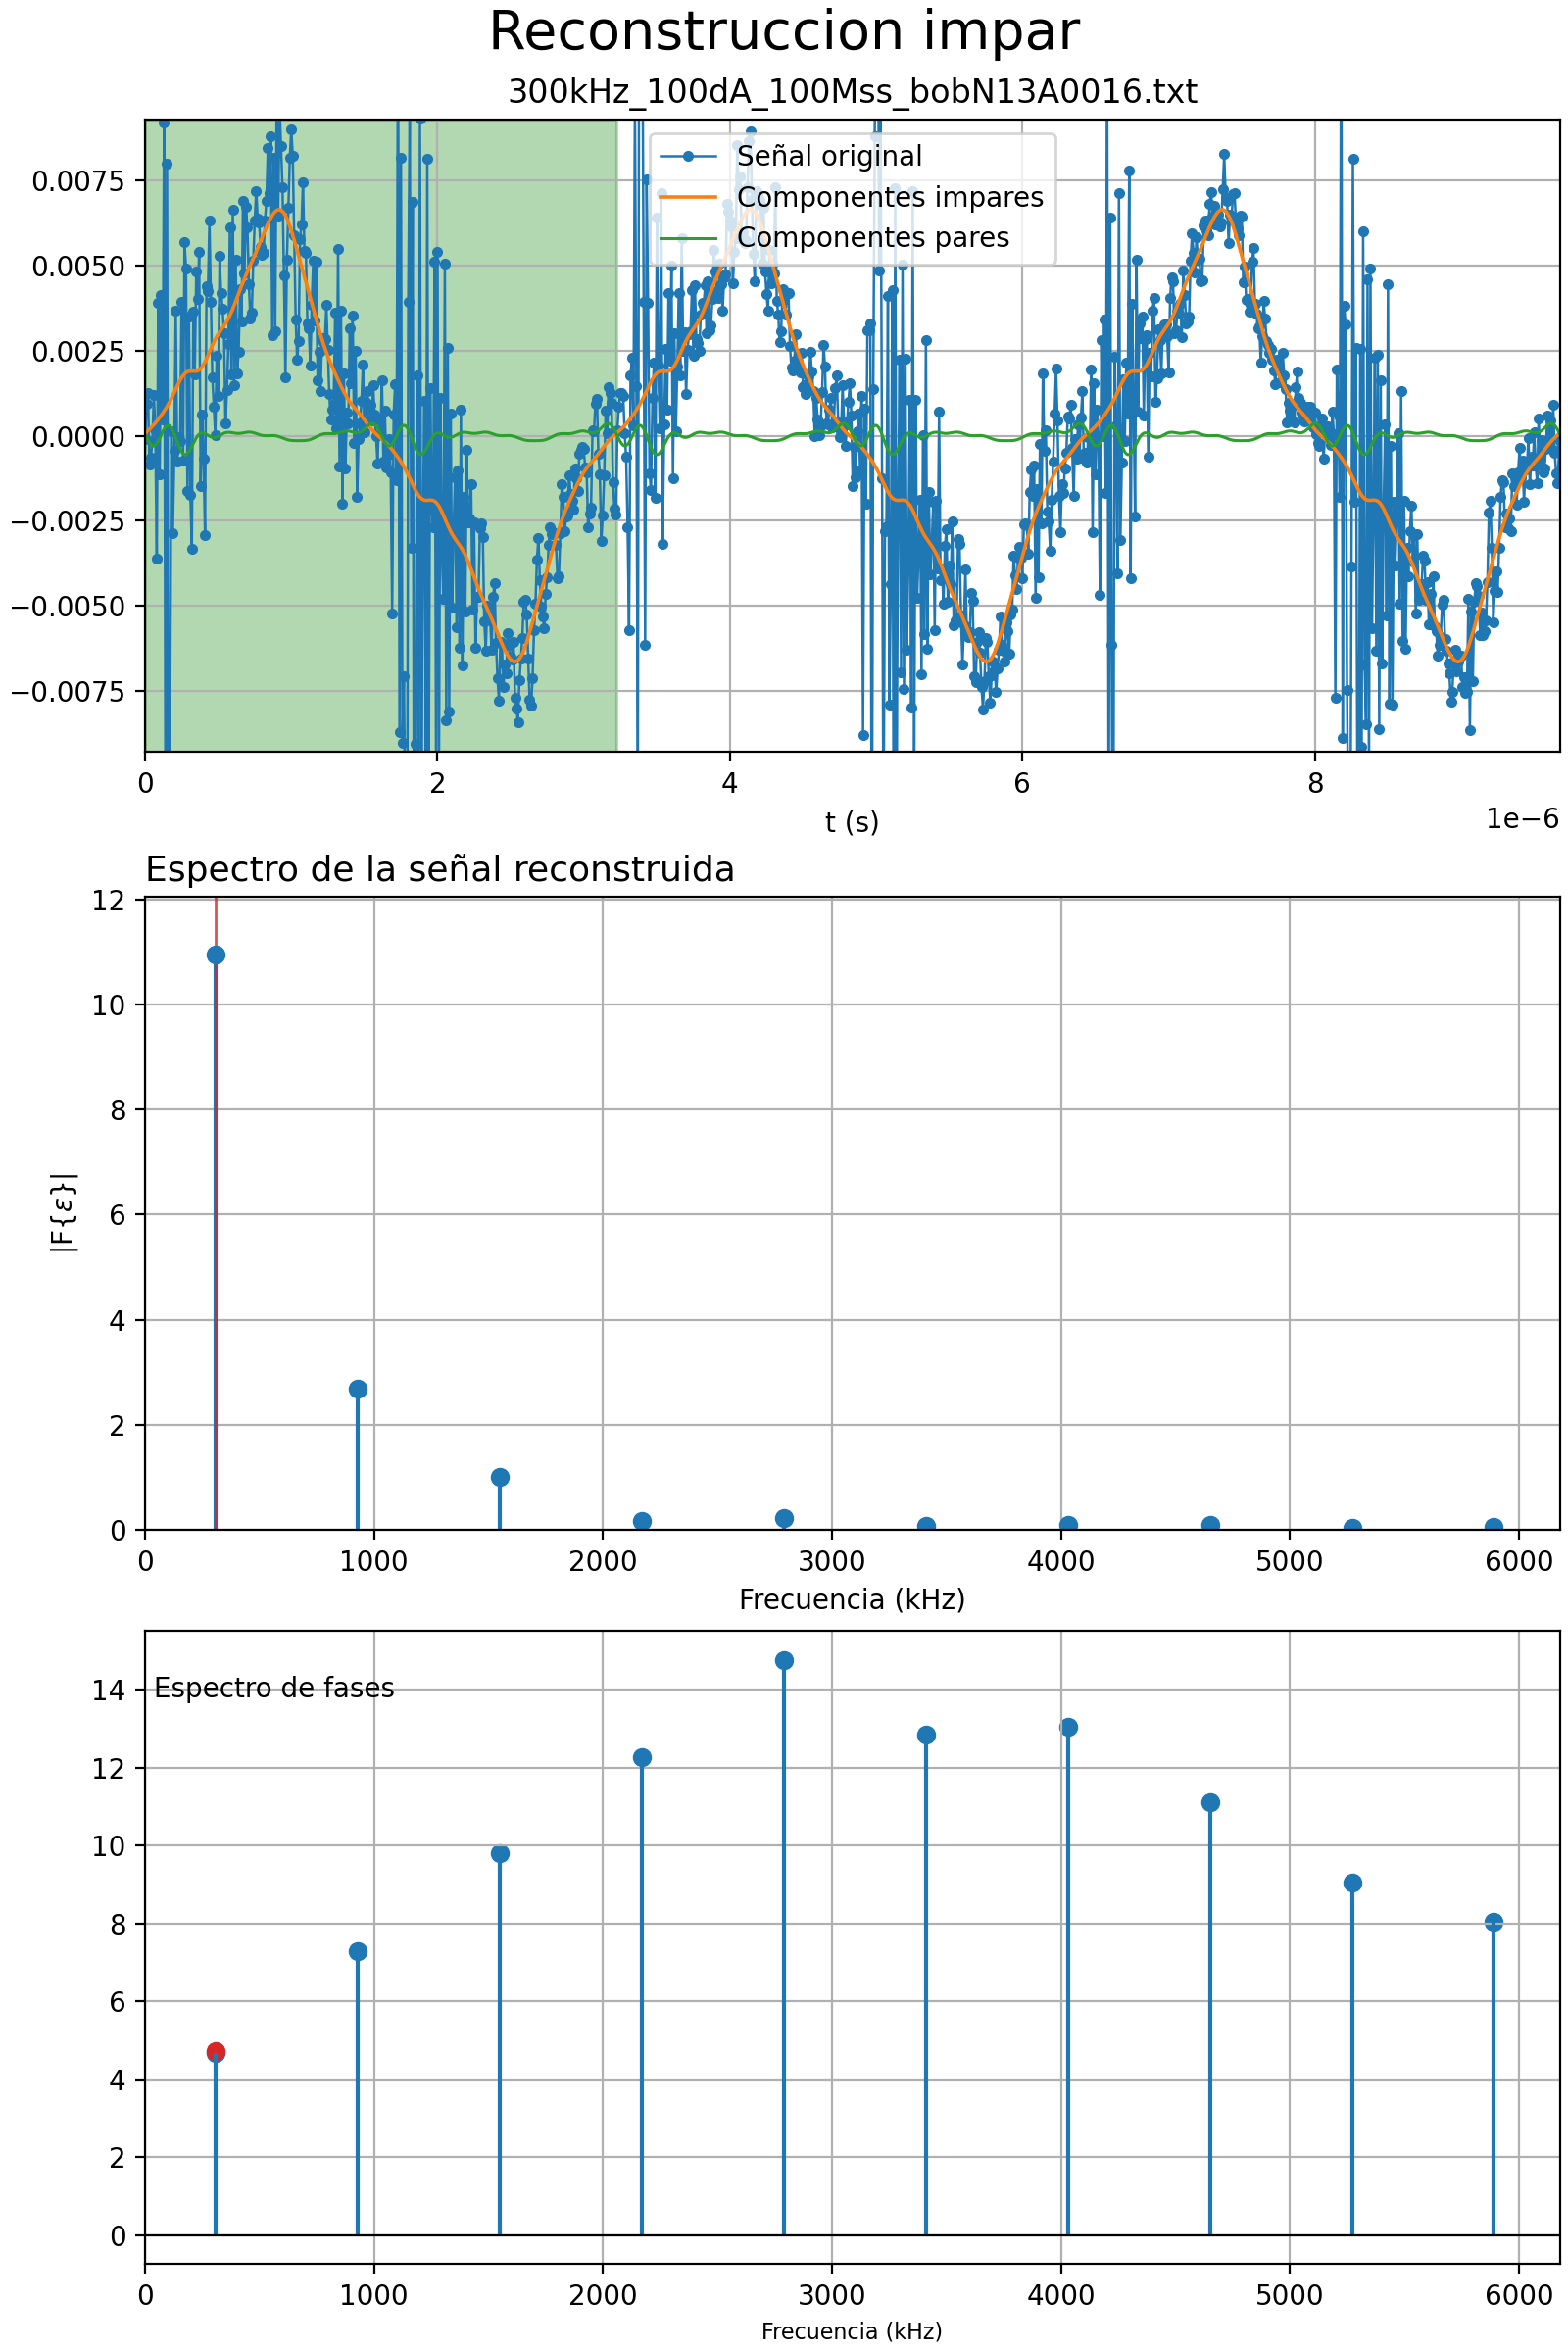 Reconstruccion impar
300kHz_100dA_100Mss_bobN13A0016.txt
Señal original
Componentes impares
Componentes pares
0.0075
0.0050
0.0025
0.0000
−0.0025
−0.0050
−0.0075
0 2 4 6 8
1e−6
t (s)
Espectro de la señal reconstruida
12
10
8
6
4
2
0
|F{ε}|
0 1000 2000 3000 4000 5000 6000
Frecuencia (kHz)
Espectro de fases
14
12
10
8
6
4
2
0
0 1000 2000 3000 4000 5000 6000
Frecuencia (kHz)